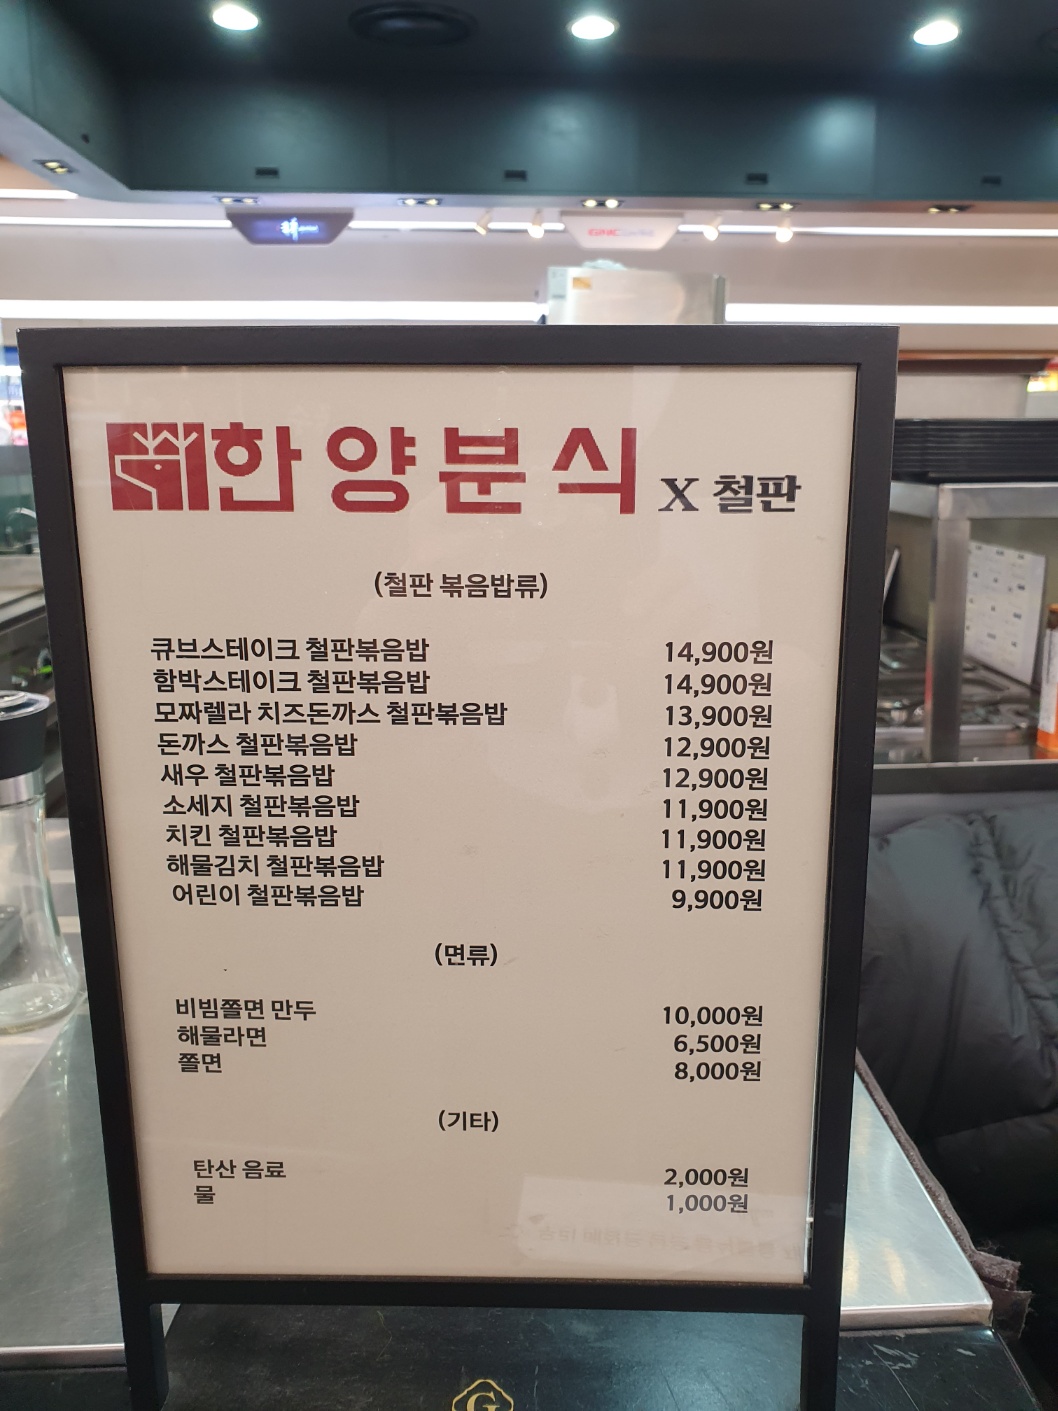 한양분식 X 철판
(철판 볶음밥류)
큐브스테이크 철판볶음밥 14,900원
함박스테이크 철판볶음밥 14,900원
모짜렐라 치즈돈까스 철판볶음밥 13,900원
돈까스 철판볶음밥 12,900원
새우 철판볶음밥 12,900원
소세지 철판볶음밥 11,900원
치킨 철판볶음밥 11,900원
해물김치 철판볶음밥 11,900원
어린이 철판볶음밥 9,900원
(면류)
비빔쫄면 만두 10,000원
해물라면 6,500원
쫄면 8,000원
(기타)
탄산 음료 2,000원
물 1,000원
G